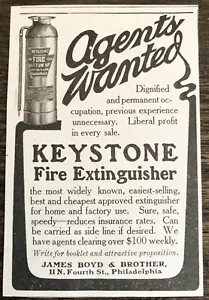 Agents
Wanted
KEYSTONE
FIRE
Dignified
and permanent oc-
cupation, previous experience
unnecessary. Liberal profit
in every sale.
KEYSTONE
Fire Extinguisher
the most widely known, easiest-selling,
best and cheapest approved extinguisher
for home and factory use. Sure, safe,
speedy—reduces insurance rates. Can
be carried as side line if desired. We
have agents clearing over $100 weekly.
Write for booklet and attractive proposition.
JAMES BOYD & BROTHER,
11 N. Fourth St., Philadelphia